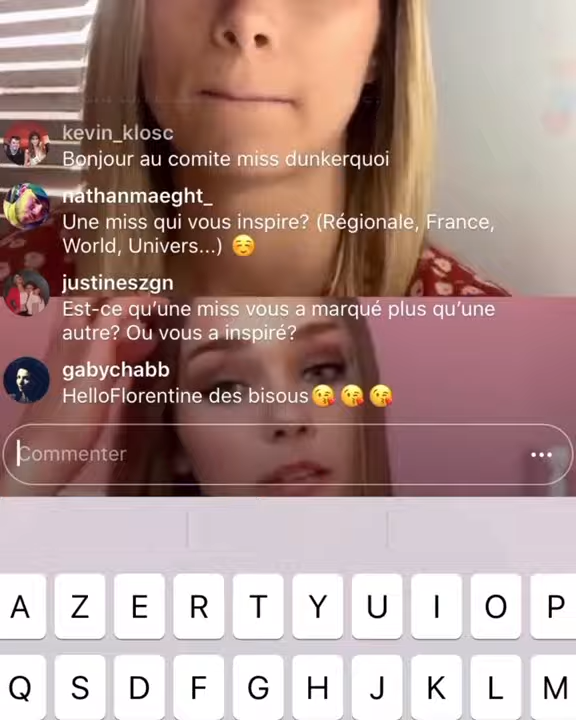 kevin_klosc
Bonjour au comite miss dunkerquoi
nathanmaeght_
Une miss qui vous inspire? (Régionale, France,
World, Univers...) ☺️
justineszgn
Est-ce qu’une miss vous a marqué plus qu’une
autre? Ou vous a inspiré?
gabychabb
HelloFlorentine des bisous😘😘😘
Commenter
A Z E R T Y U I O P
Q S D F G H J K L M